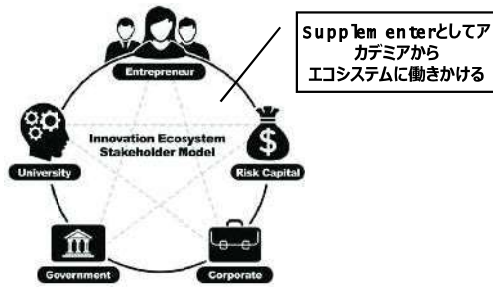 Supplem enterとしてア
カデミアから
エコシステムに働きかける
Entrepreneur
Innovation Ecosystem
Stakeholder Model
University
Risk Capital
Government
Corporate